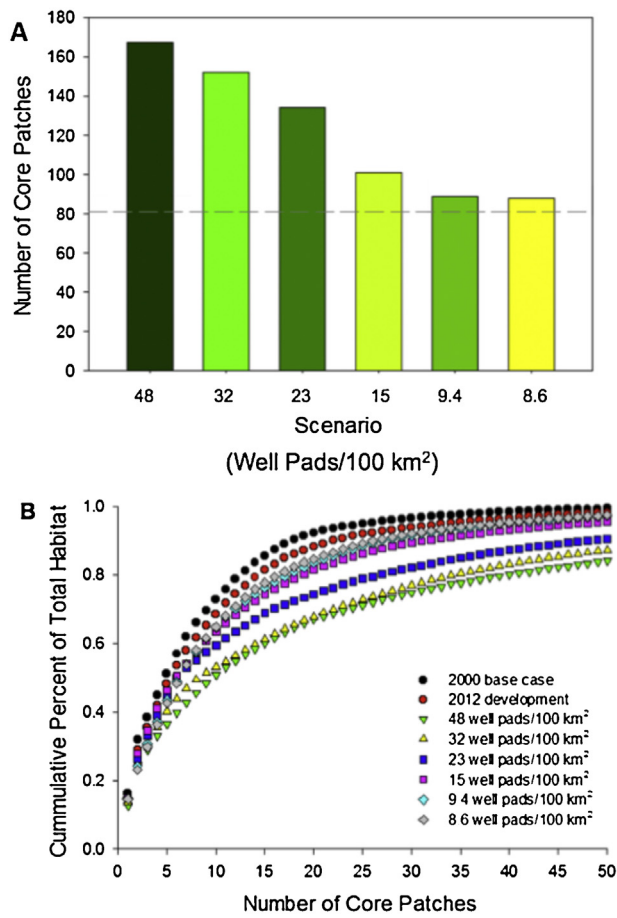 A
Number of Core Patches
180
160
140
120
100
80
60
40
20
0
48 32 23 15 9.4 8.6
Scenario
(Well Pads/100 km²)
B
Cummulative Percent of Total Habitat
1.0
0.8
0.6
0.4
0.2
0.0
2000 base case
2012 development
48 well pads/100 km²
32 well pads/100 km²
23 well pads/100 km²
15 well pads/100 km²
9 4 well pads/100 km²
8 6 well pads/100 km²
0 5 10 15 20 25 30 35 40 45 50
Number of Core Patches